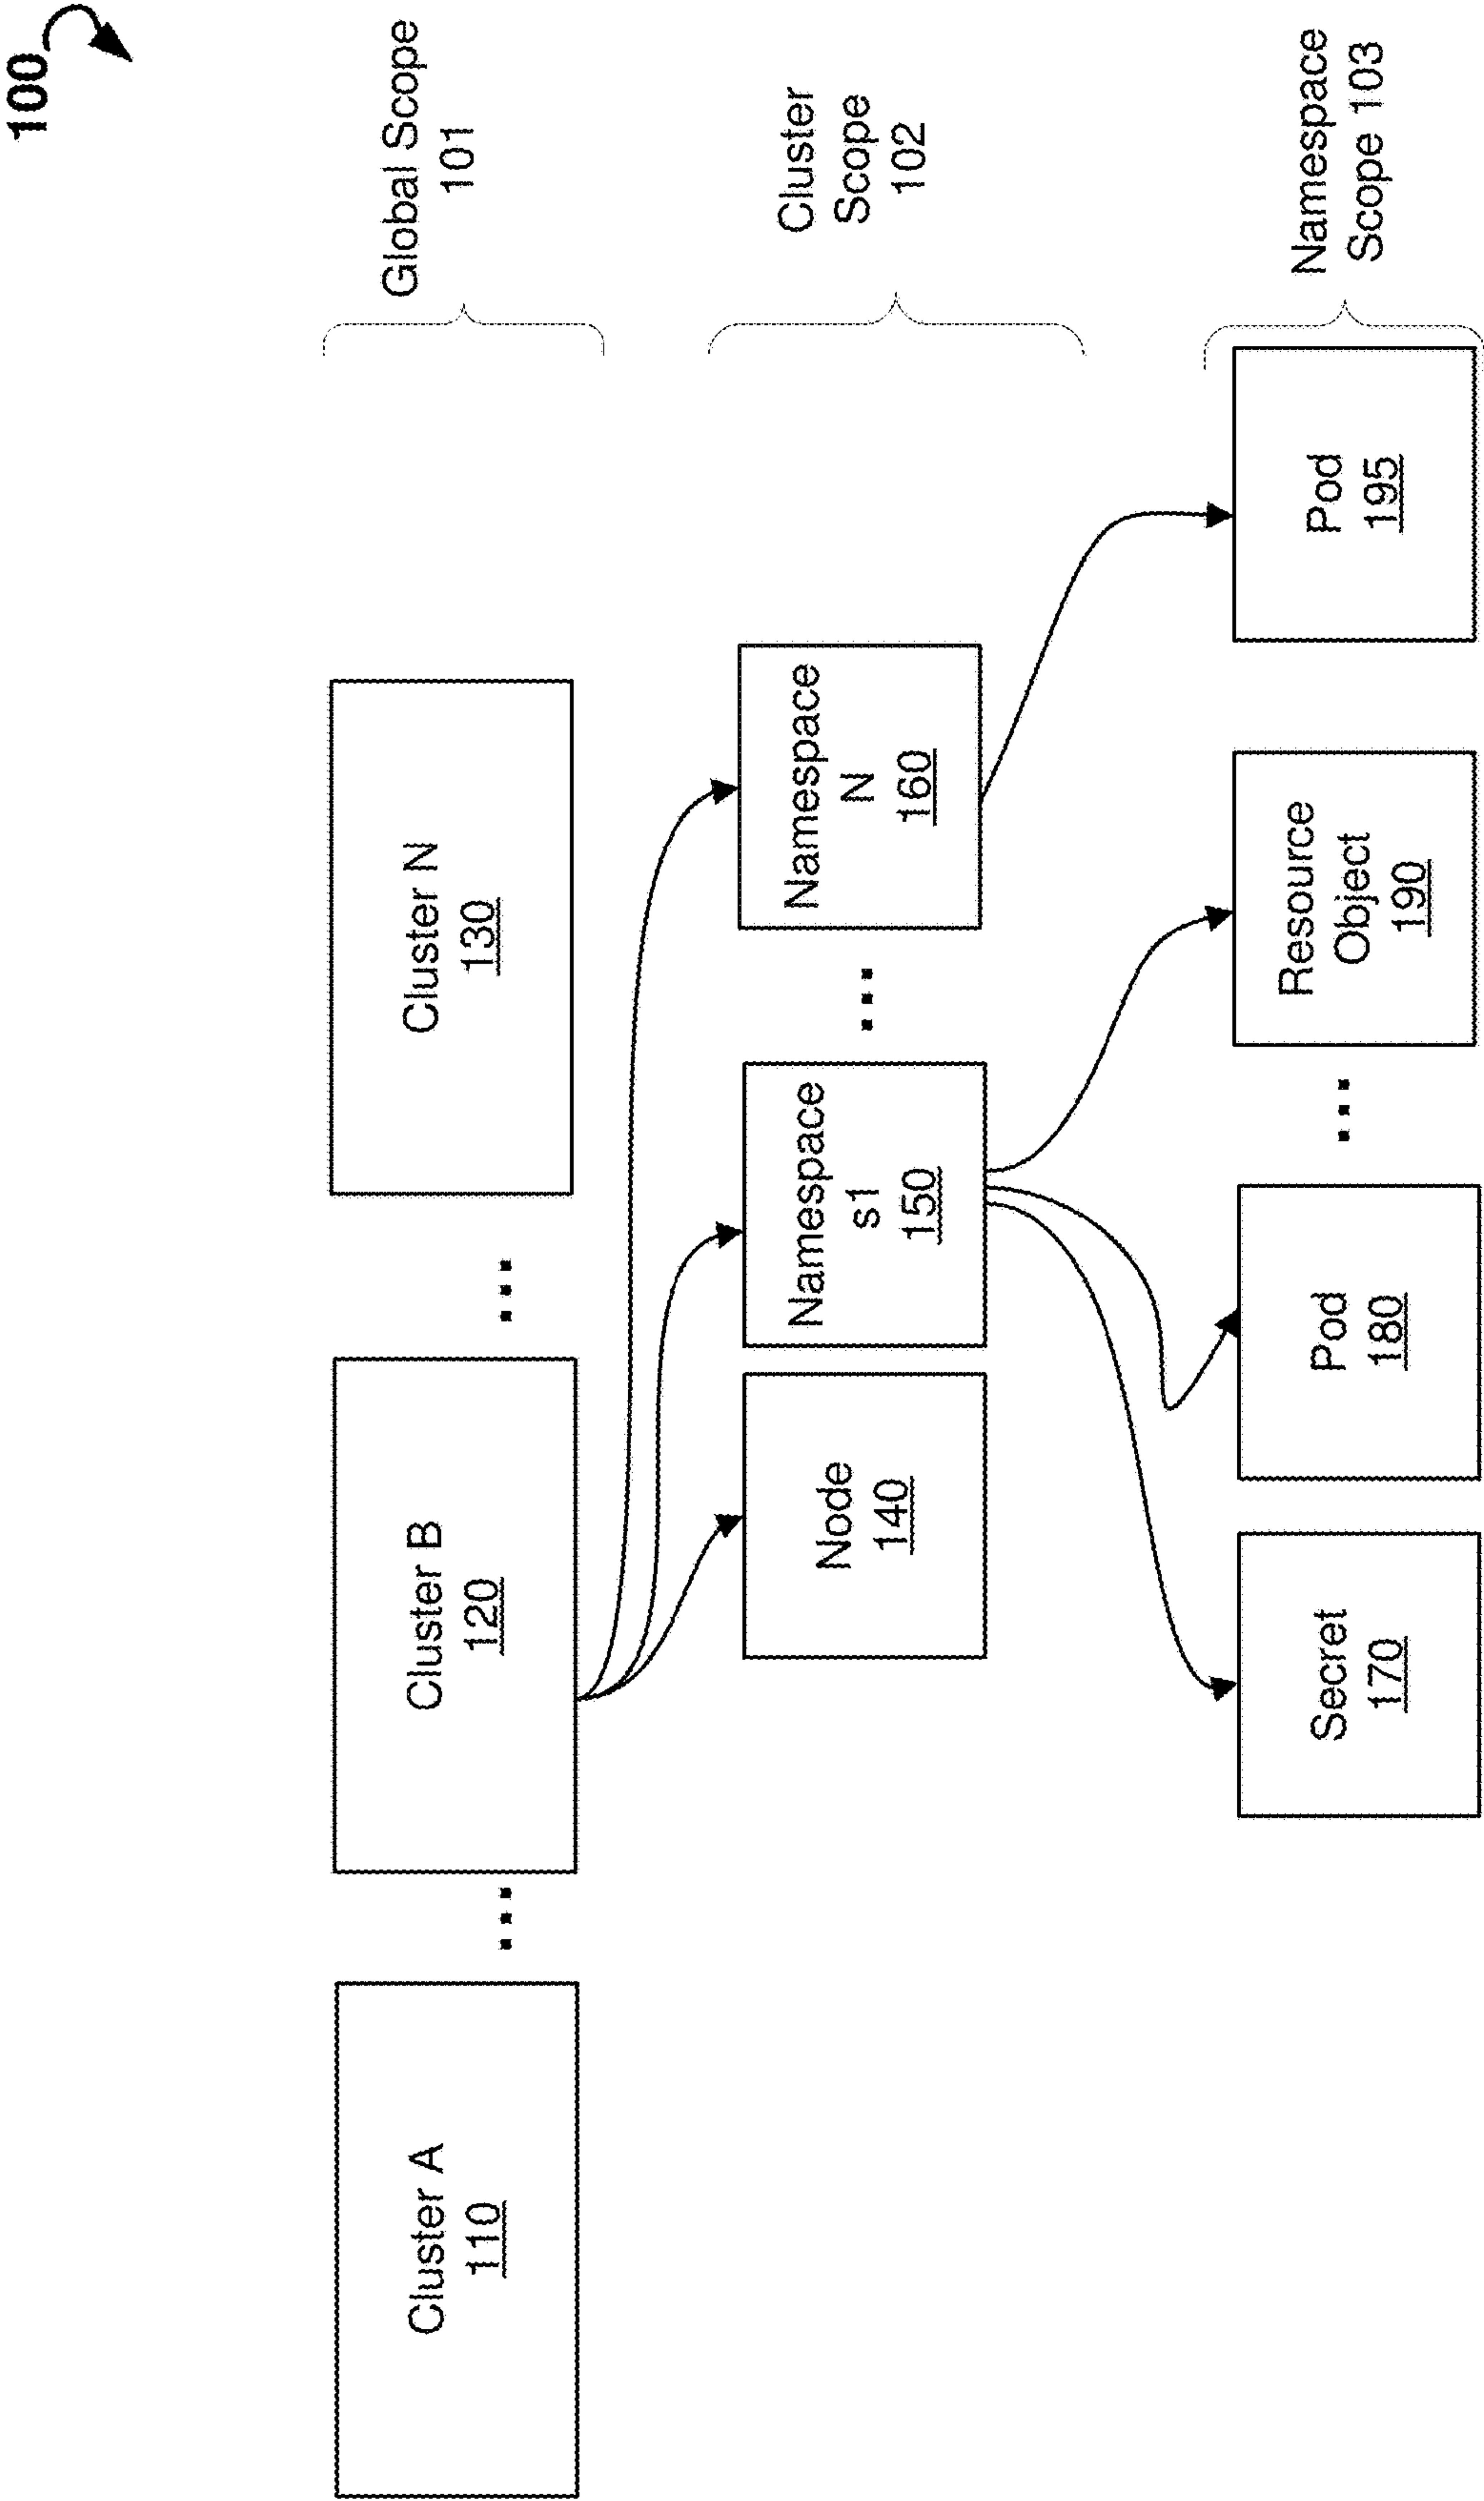 100
Global Scope
101
Cluster A
110
...
Cluster B
120
...
Cluster N
130
Cluster
Scope
102
Node
140
Namespace
s1
150
...
Namespace
N
160
Namespace
Scope 103
Secret
170
Pod
180
...
Resource
Object
190
Pod
195